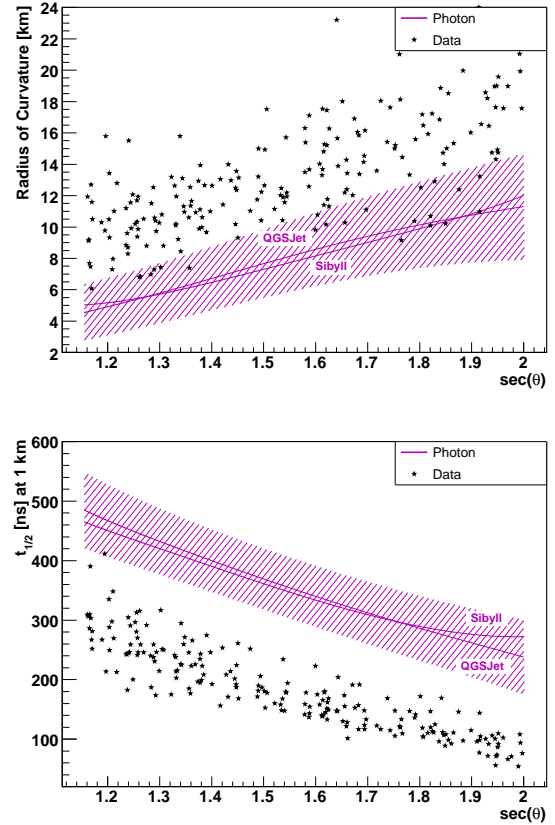 Radius of Curvature [km]
24
22
20
18
16
14
12
10
8
6
4
2
Photon
Data
QGSJet
Sibyll
1.2 1.3 1.4 1.5 1.6 1.7 1.8 1.9 2
sec(θ)
t1/2 [ns] at 1 km
600
500
400
300
200
100
Photon
Data
Sibyll
QGSJet
1.2 1.3 1.4 1.5 1.6 1.7 1.8 1.9 2
sec(θ)